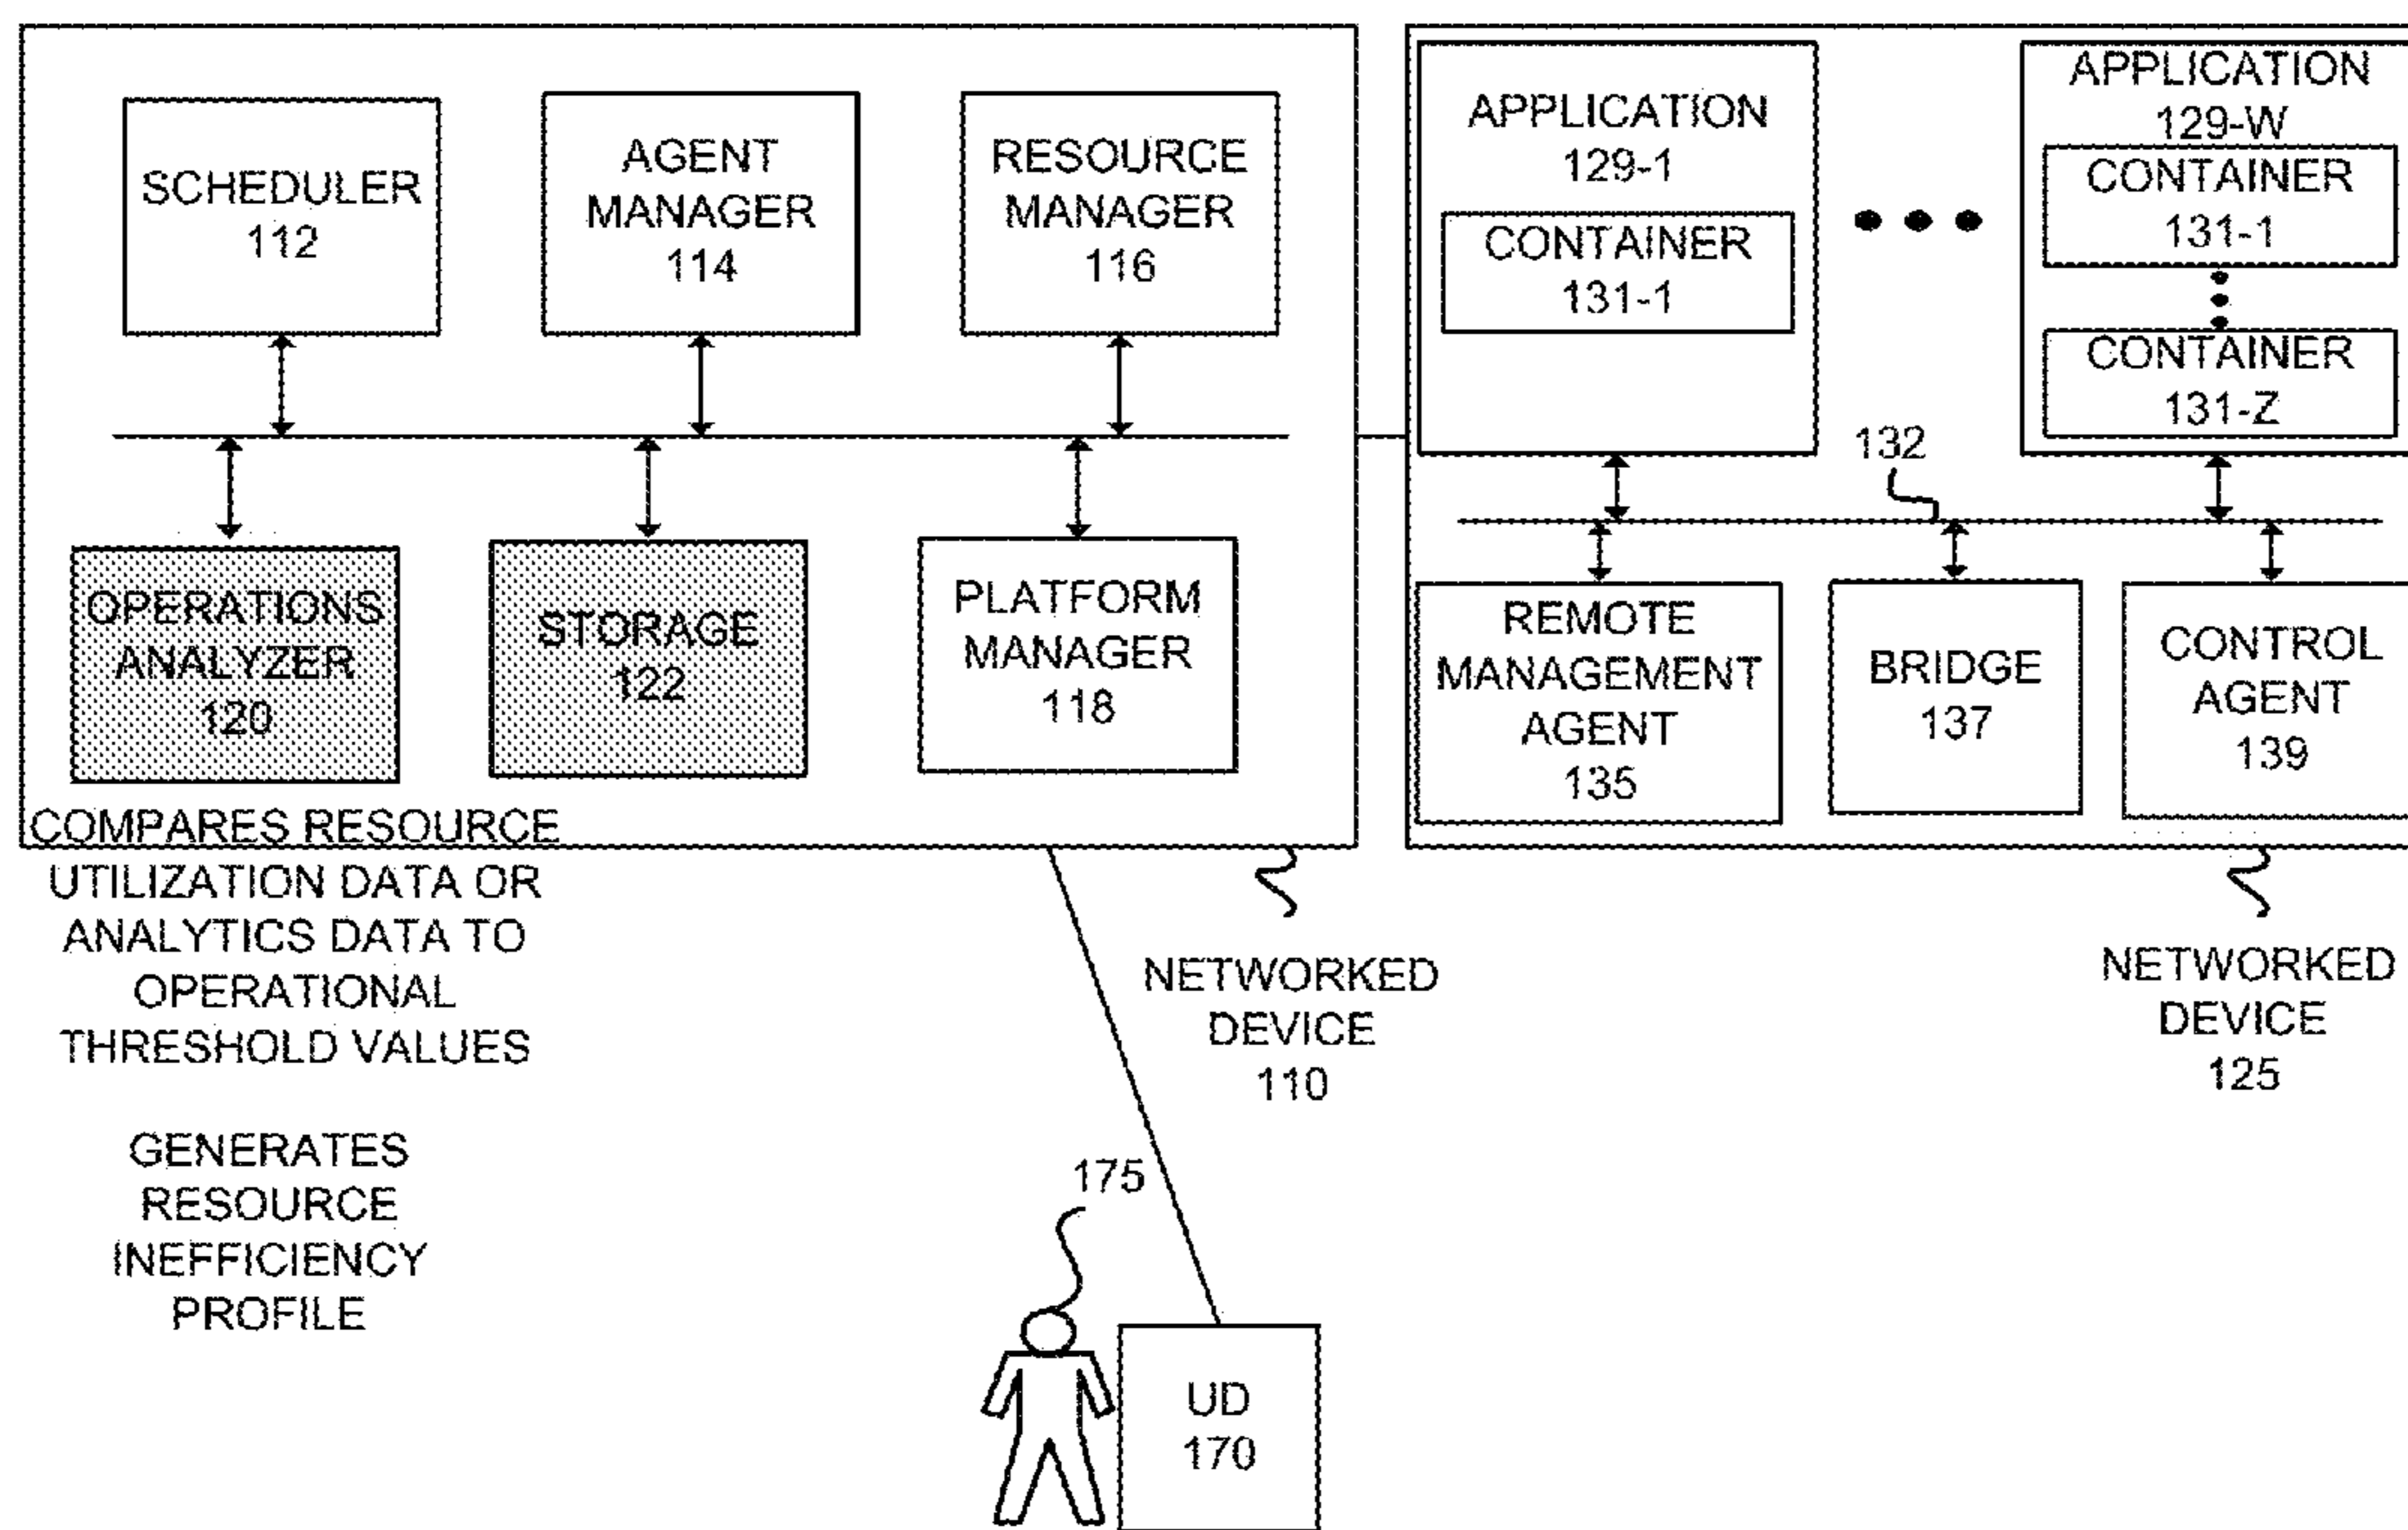 SCHEDULER
112
AGENT
MANAGER
114
RESOURCE
MANAGER
116
OPERATIONS
ANALYZER
120
STORAGE
122
PLATFORM
MANAGER
118
COMPARES RESOURCE
UTILIZATION DATA OR
ANALYTICS DATA TO
OPERATIONAL
THRESHOLD VALUES
GENERATES
RESOURCE
INEFFICIENCY
PROFILE
NETWORKED
DEVICE
110
APPLICATION
129-1
CONTAINER
131-1
APPLICATION
129-W
CONTAINER
131-1
CONTAINER
131-Z
132
REMOTE
MANAGEMENT
AGENT
135
BRIDGE
137
CONTROL
AGENT
139
NETWORKED
DEVICE
125
175
UD
170